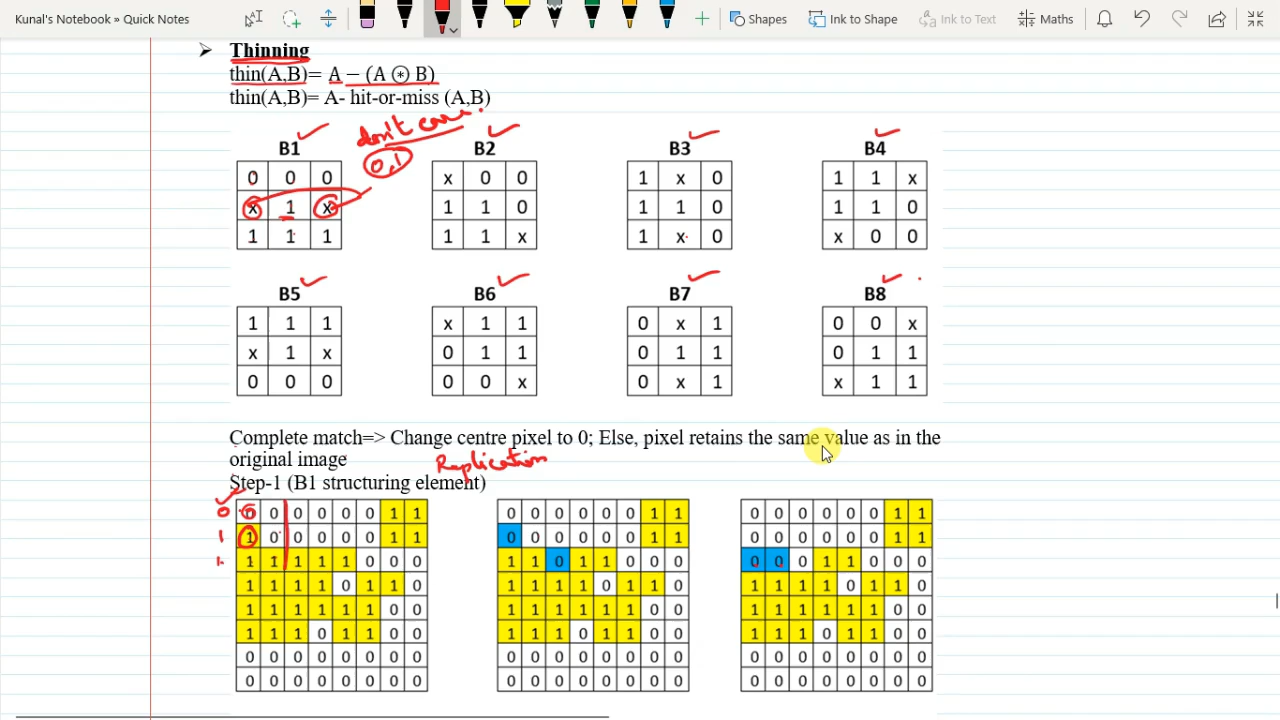 Kunal's Notebook » Quick Notes Shapes Ink to Shape Ink to Text Maths
Thinning
thin(A,B)= A – (A ⊛ B)
thin(A,B)= A- hit-or-miss (A,B)
don't care.
0,1
B1 B2 B3 B4
0 0 0 x 0 0 1 x 0 1 1 x
x 1 x 1 1 0 1 1 0 1 1 0
1 1 1 1 1 x 1 x 0 x 0 0
B5 B6 B7 B8
1 1 1 x 1 1 0 x 1 0 0 x
x 1 x 0 1 1 0 1 1 0 1 1
0 0 0 0 0 x 0 x 1 x 1 1
Complete match=> Change centre pixel to 0; Else, pixel retains the same value as in the
original image
Replication
Step-1 (B1 structuring element)
0 0 0 0 0 0 0 1 1 0 0 0 0 0 0 1 1 0 0 0 0 0 0 1 1
1 1 0 0 0 0 0 1 1 0 0 0 0 0 0 1 1 0 0 0 0 0 0 1 1
1 1 1 1 1 1 0 0 0 1 1 0 1 1 0 0 0 0 0 0 1 1 0 0 0
1 1 1 1 0 1 1 0 1 1 1 1 0 1 1 0 1 1 1 1 0 1 1 0
1 1 1 1 1 1 0 0 1 1 1 1 1 1 0 0 1 1 1 1 1 1 0 0
1 1 1 0 1 1 0 0 1 1 1 0 1 1 0 0 1 1 1 0 1 1 0 0
0 0 0 0 0 0 0 0 0 0 0 0 0 0 0 0 0 0 0 0 0 0 0 0
0 0 0 0 0 0 0 0 0 0 0 0 0 0 0 0 0 0 0 0 0 0 0 0